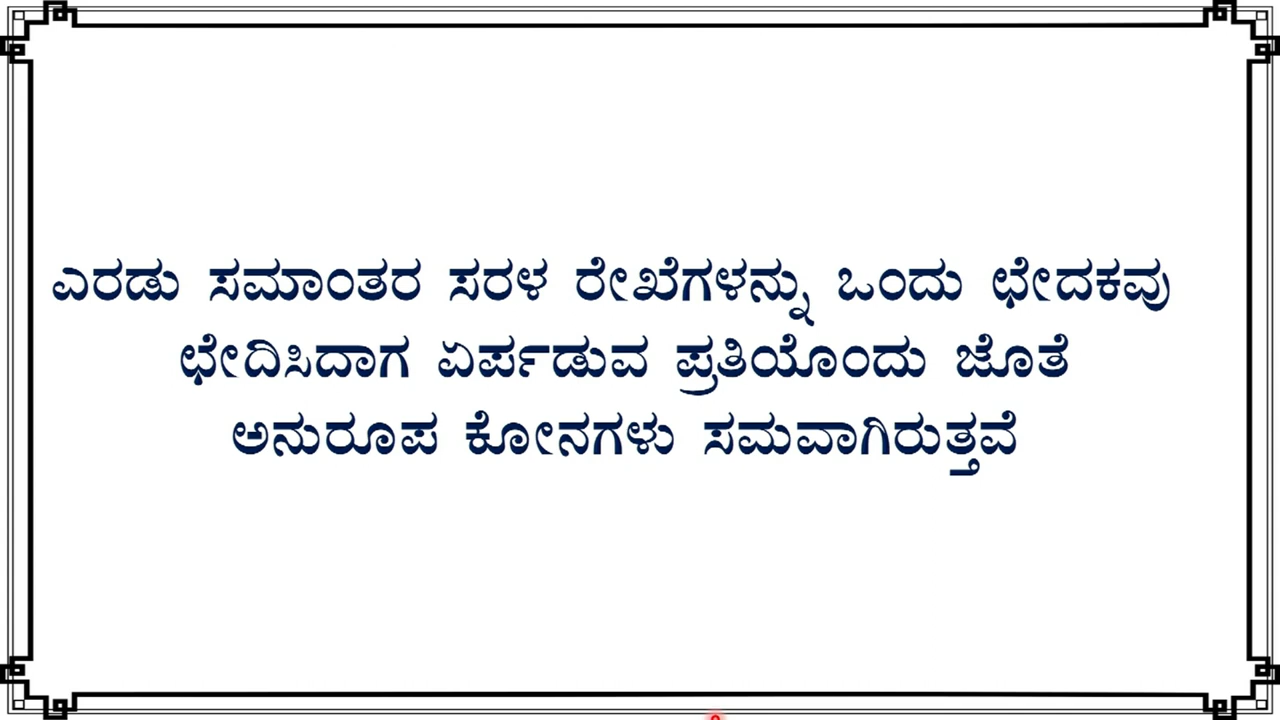 ಎರಡು ಸಮಾಂತರ ಸರಳ ರೇಖೆಗಳನ್ನು ಒಂದು ಛೇದಕವು
ಛೇದಿಸಿದಾಗ ಏರ್ಪಡುವ ಪ್ರತಿಯೊಂದು ಜೊತೆ
ಅನುರೂಪ ಕೋನಗಳು ಸಮವಾಗಿರುತ್ತವೆ